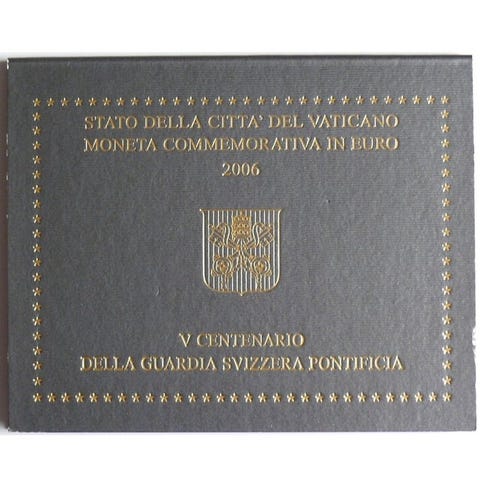 STATO DELLA CITTA' DEL VATICANO
MONETA COMMEMORATIVA IN EURO
2006
V CENTENARIO
DELLA GUARDIA SVIZZERA PONTIFICIA